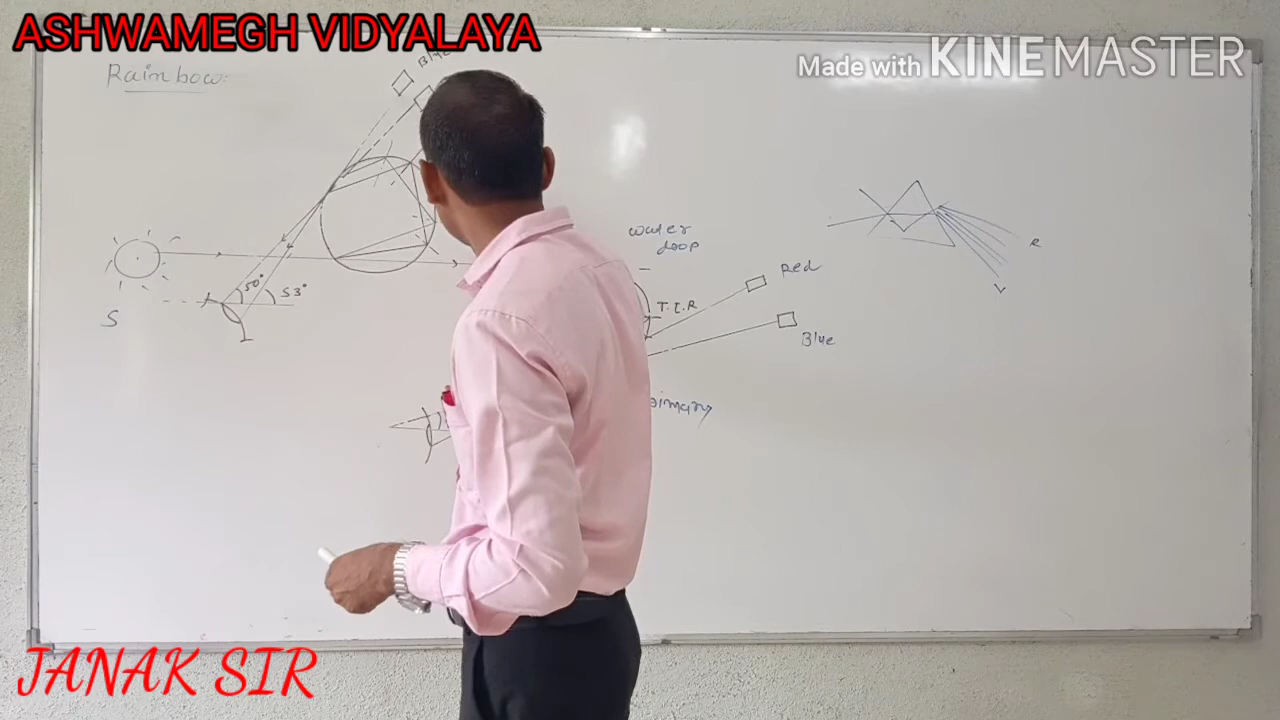 ASHWAMEGH VIDYALAYA
Made with KINEMASTER
Rainbow:
water
drop
Red
T.I.R
R
50°
53°
V
S
Blue
JANAK SIR